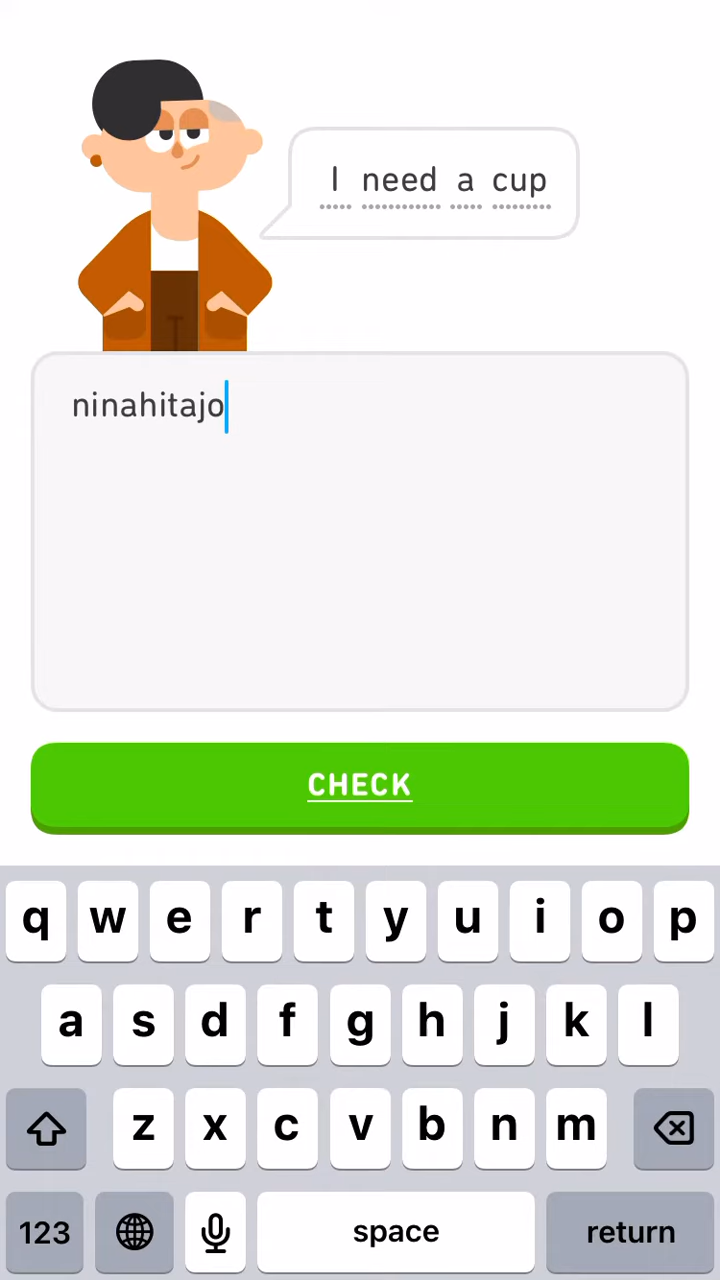 I need a cup
ninahitajo
CHECK
q w e r t y u i o p
a s d f g h j k l
z x c v b n m
123 space return